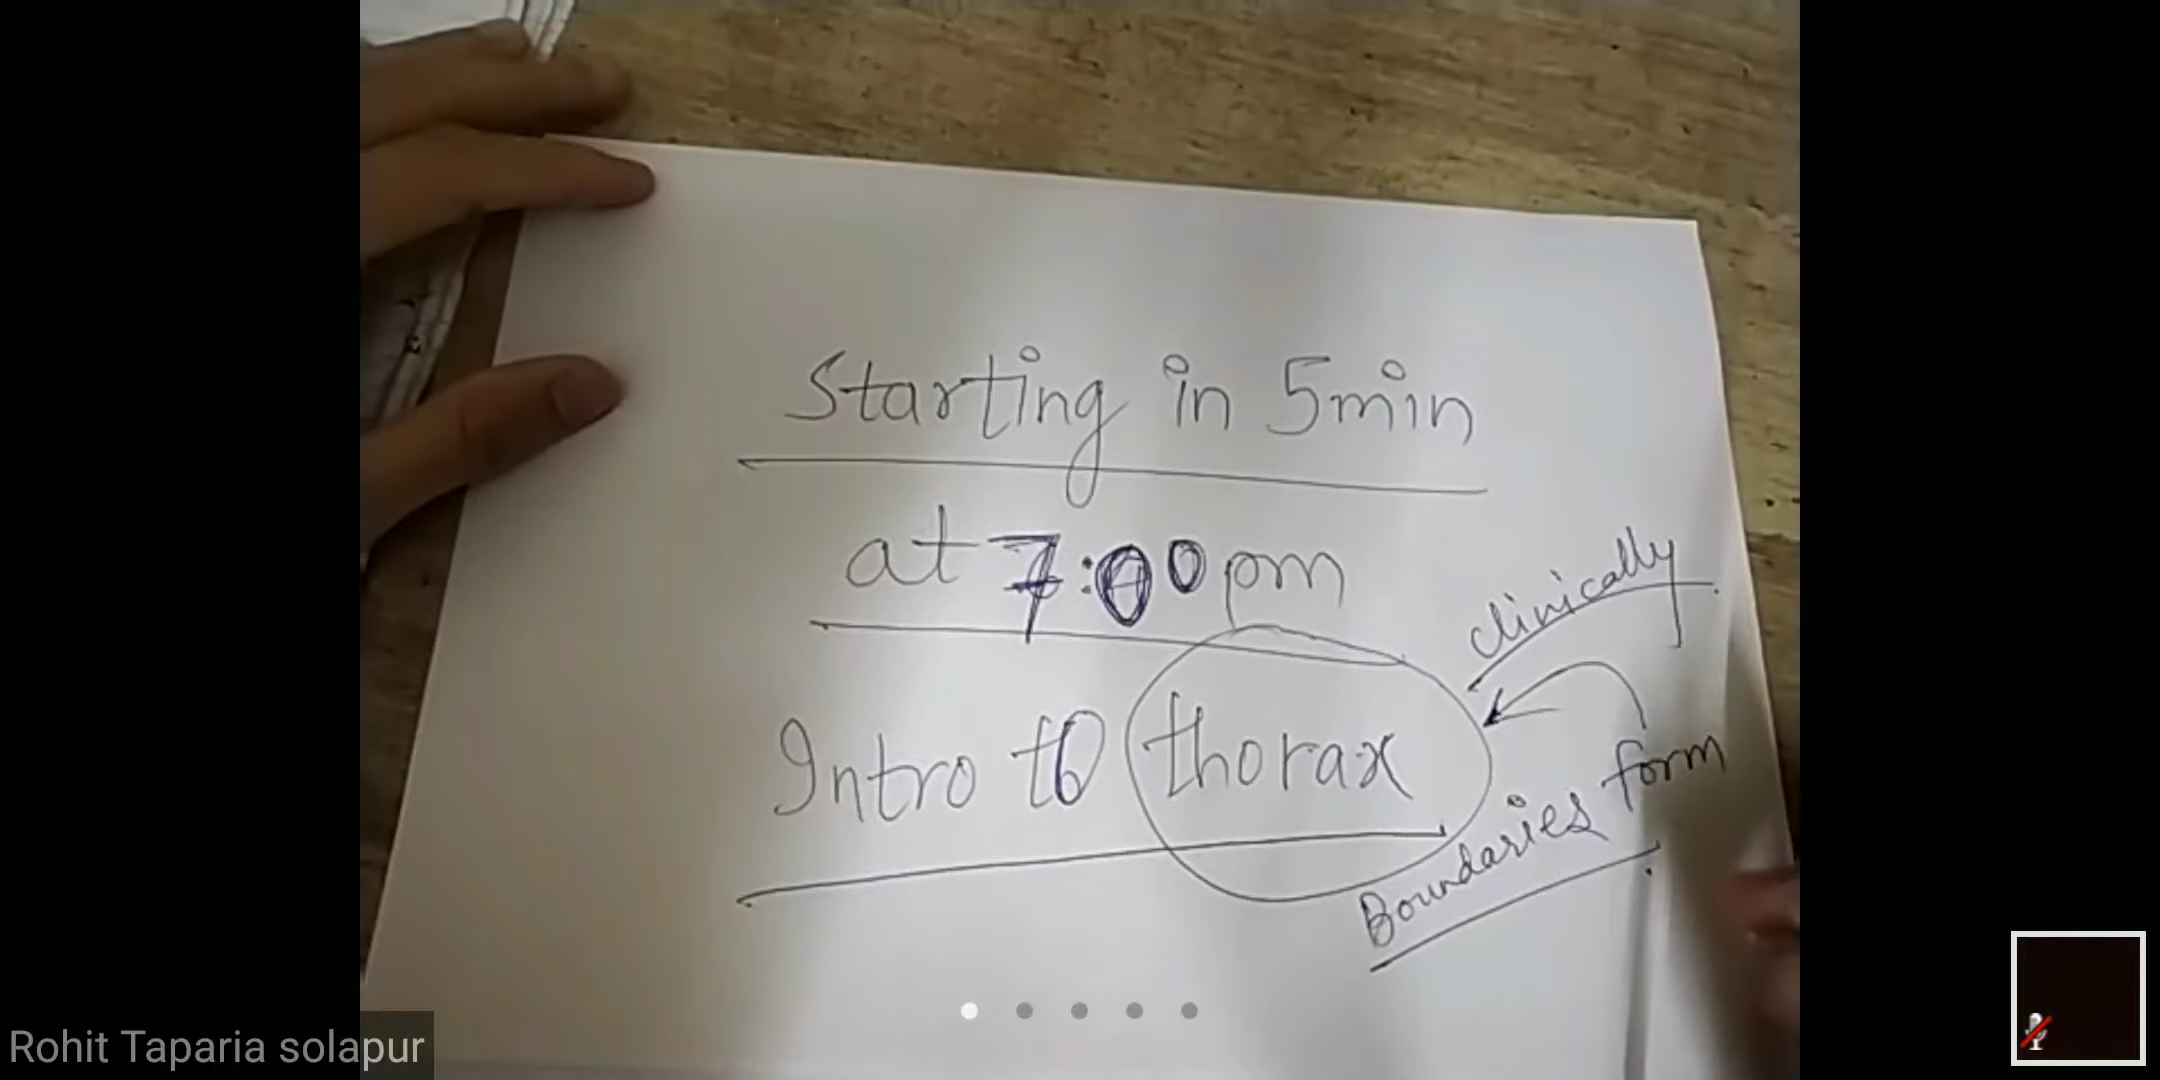 Starting in 5min
at 7:00 pm
Intro to thorax
clinically
Boundaries form
Rohit Taparia solapur